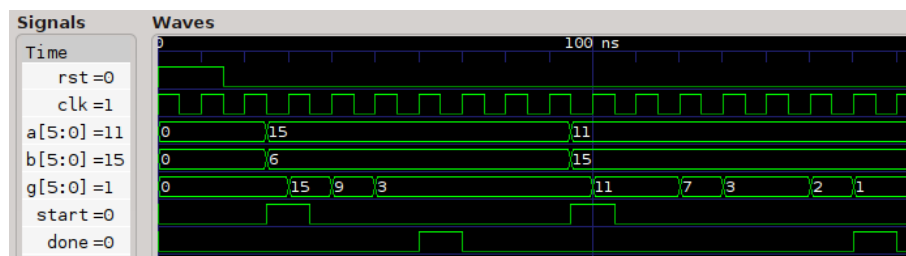 Signals Waves
Time 0 100 ns
rst =0
clk =1
a[5:0] =11 0 15 11
b[5:0] =15 0 6 15
g[5:0] =1 0 15 9 3 11 7 3 2 1
start =0
done =0